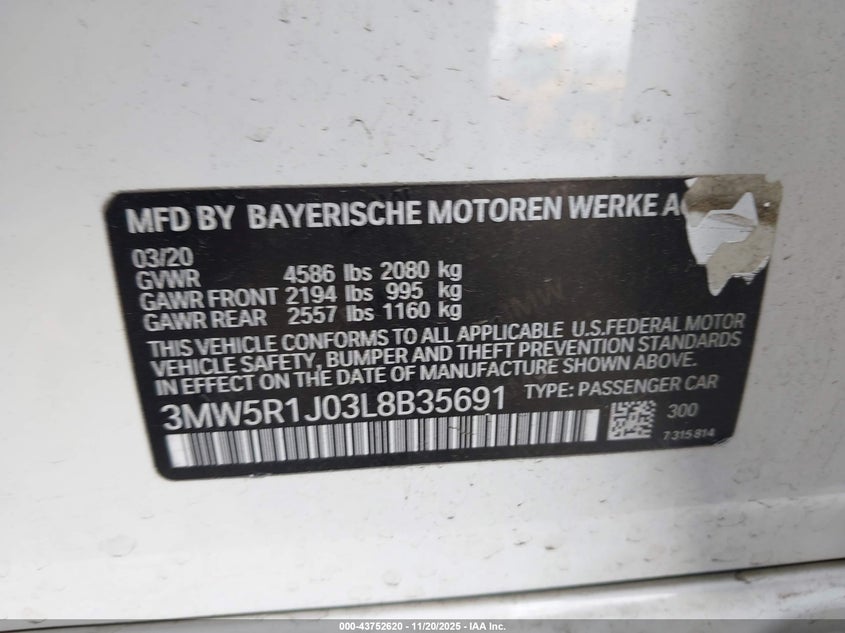 MFD BY BAYERISCHE MOTOREN WERKE
03/20
GVWR 4586 lbs 2080 kg
GAWR FRONT 2194 lbs 995 kg
GAWR REAR 2557 lbs 1160 kg
THIS VEHICLE CONFORMS TO ALL APPLICABLE U.S.FEDERAL MOTOR
VEHICLE SAFETY, BUMPER AND THEFT PREVENTION STANDARDS
IN EFFECT ON THE DATE OF MANUFACTURE SHOWN ABOVE.
3MW5R1J03L8B35691 TYPE: PASSENGER CAR
300
7315814
000-43752620 - 11/20/2025 - IAA Inc.